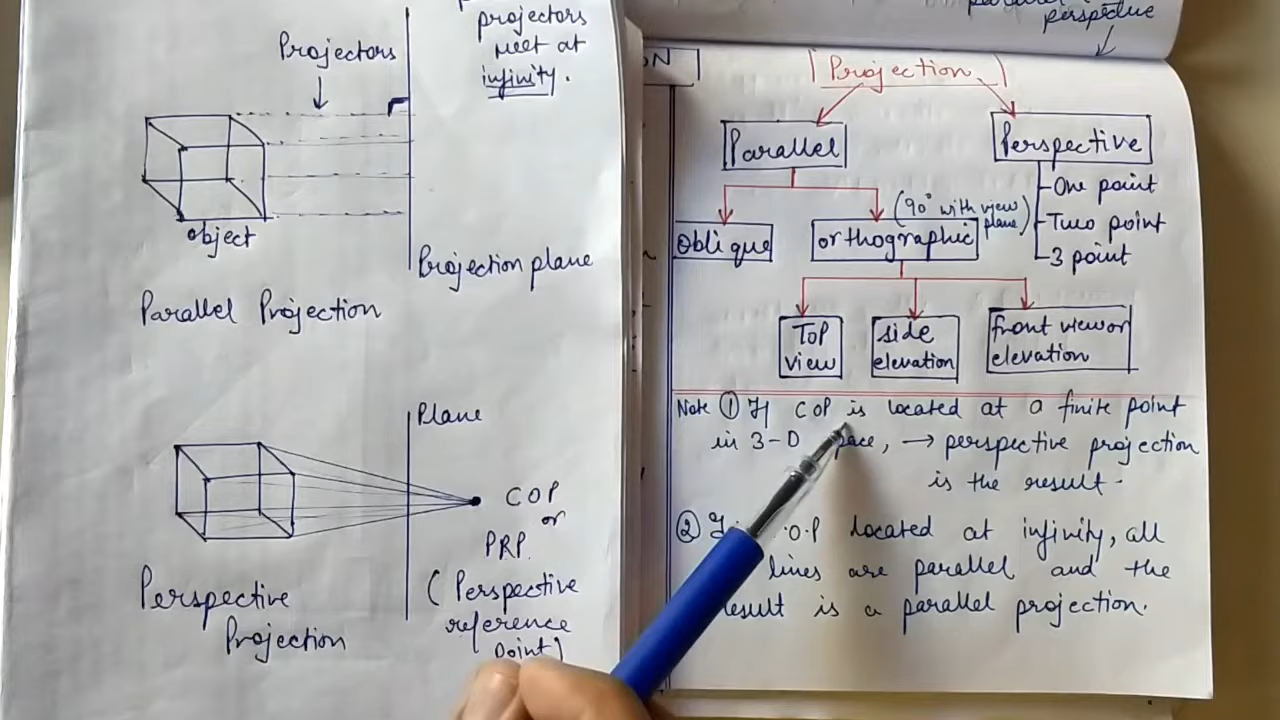 projectors
meet at
infinity.
Projectors
object
Projection plane
Parallel Projection
Plane
COP
or
PRP.
(Perspective
reference
point)
Perspective
Projection
perspective
ON
Projection
Parallel
Perspective
One point
Two point
3 point
Oblique
orthographic
(90° with view
plane)
Top
view
side
elevation
front view or
elevation
Note ① If COP is located at a finite point
in 3-D , → perspective projection
is the result.
② O.P located at infinity, all
lines are parallel and the
result is a parallel projection.